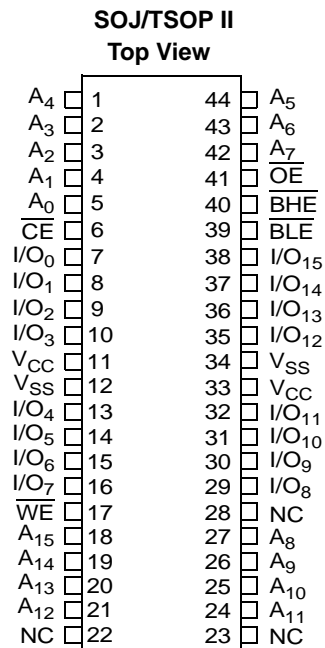 SOJ/TSOP II
Top View
A4 1 44 A5
A3 2 43 A6
A2 3 42 A7
A1 4 41 OE
A0 5 40 BHE
CE 6 39 BLE
I/O0 7 38 I/O15
I/O1 8 37 I/O14
I/O2 9 36 I/O13
I/O3 10 35 I/O12
VCC 11 34 VSS
VSS 12 33 VCC
I/O4 13 32 I/O11
I/O5 14 31 I/O10
I/O6 15 30 I/O9
I/O7 16 29 I/O8
WE 17 28 NC
A15 18 27 A8
A14 19 26 A9
A13 20 25 A10
A12 21 24 A11
NC 22 23 NC